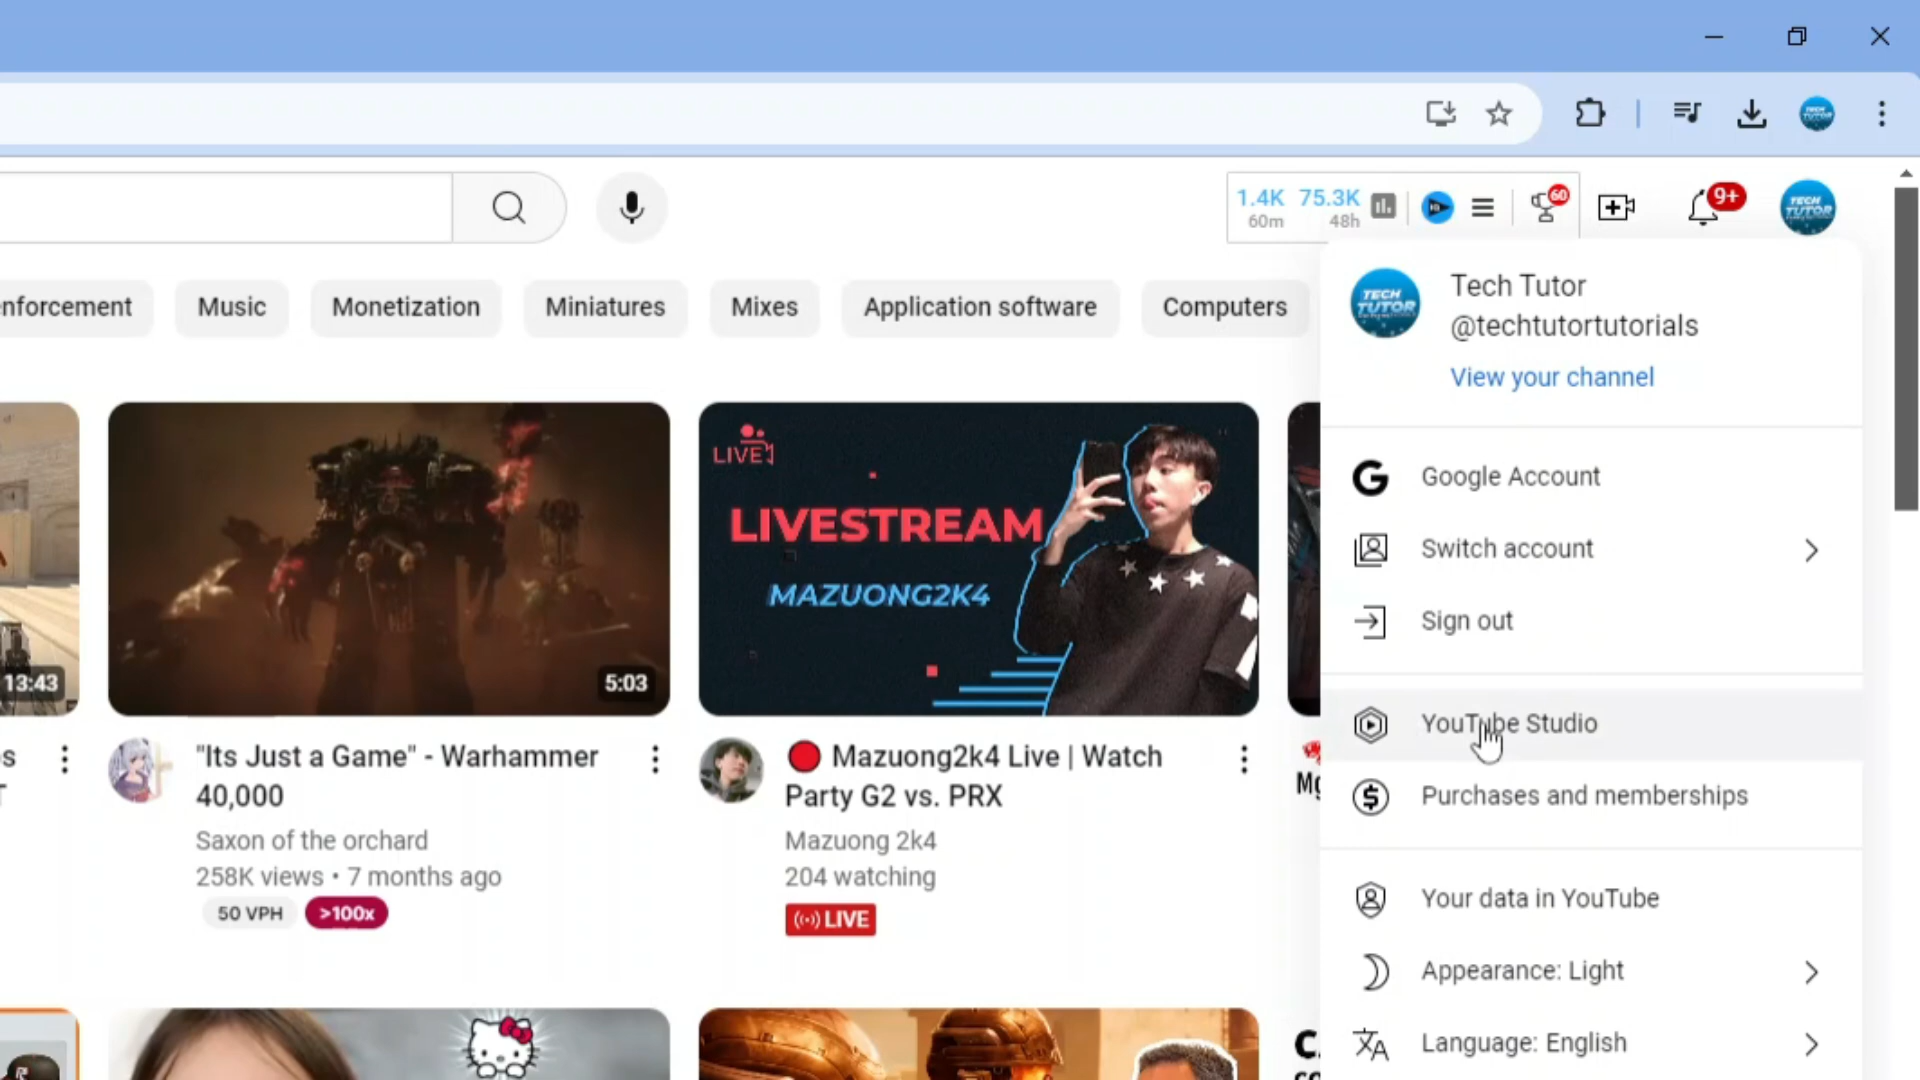 1.4K 75.3K
60m 48h
60
9+
TECH TUTOR
Tech Tutor
@techtutortutorials
View your channel
nforcement
Music
Monetization
Miniatures
Mixes
Application software
Computers
Google Account
Switch account
Sign out
YouTube Studio
Purchases and memberships
Your data in YouTube
Appearance: Light
Language: English
13:43
5:03
LIVE
LIVESTREAM
MAZUONG2K4
"Its Just a Game" - Warhammer
40,000
Saxon of the orchard
258K views • 7 months ago
50 VPH >100x
Mazuong2k4 Live | Watch
Party G2 vs. PRX
Mazuong 2k4
204 watching
LIVE